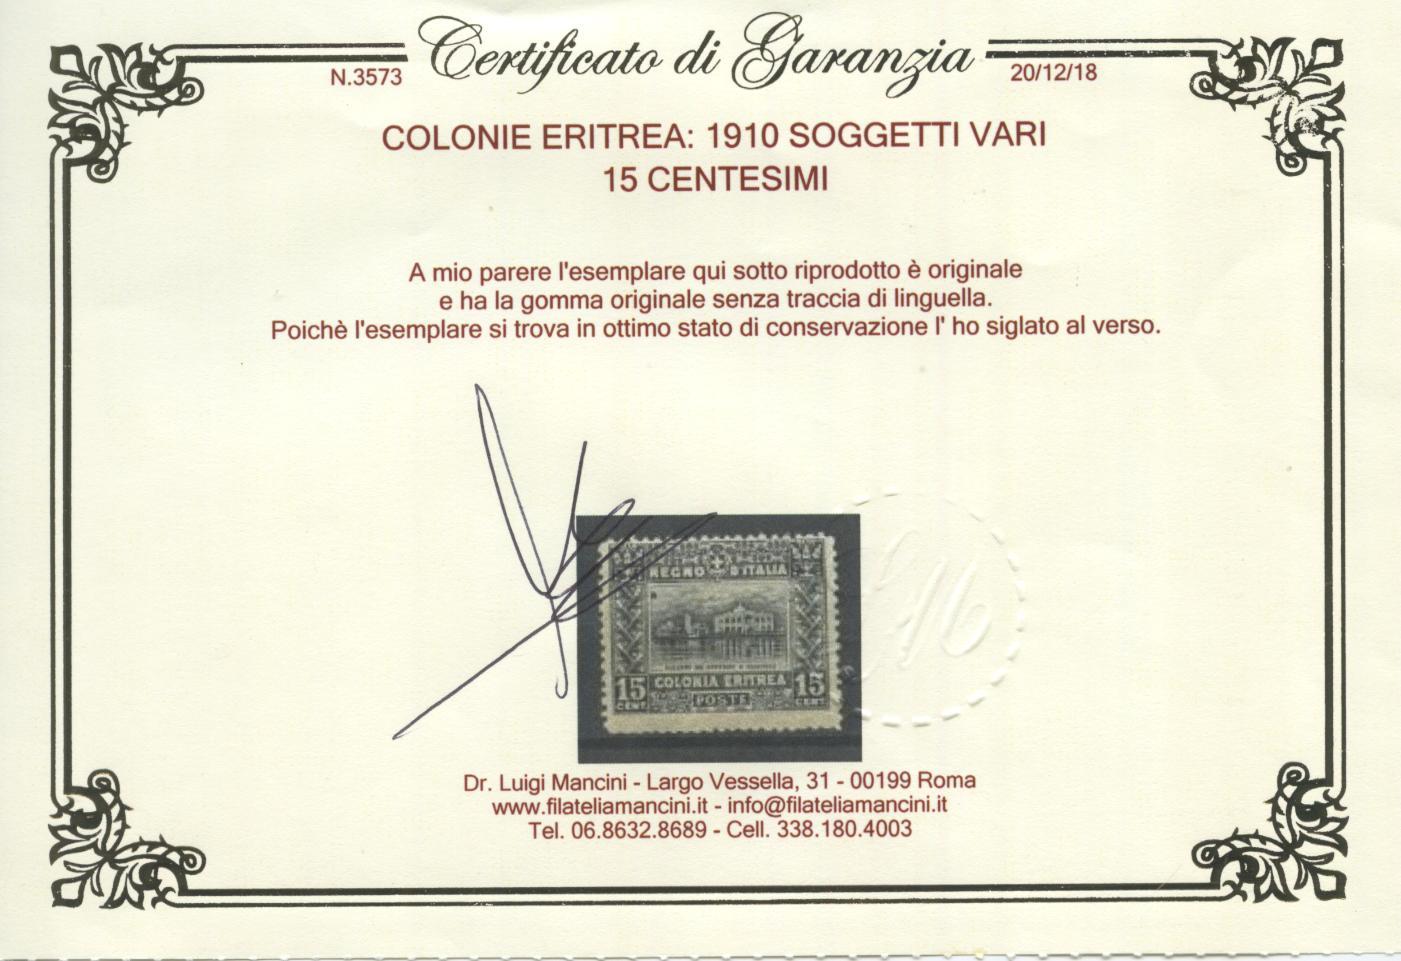 Certificato di Garanzia
N.3573
20/12/18
COLONIE ERITREA: 1910 SOGGETTI VARI
15 CENTESIMI
A mio parere l'esemplare qui sotto riprodotto è originale
e ha la gomma originale senza traccia di linguella.
Poichè l'esemplare si trova in ottimo stato di conservazione l' ho siglato al verso.
REGNO D'ITALIA
COLONIA ERITREA
15 CENT POSTE 15 CENT
Dr. Luigi Mancini - Largo Vessella, 31 - 00199 Roma
www.filateliamancini.it - info@filateliamancini.it
Tel. 06.8632.8689 - Cell. 338.180.4003